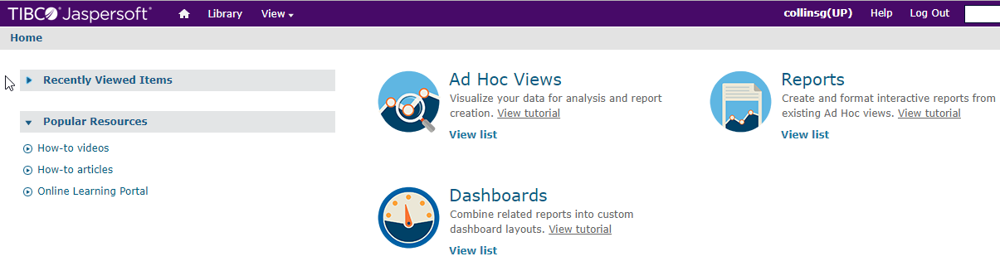 TIBCO Jaspersoft®
Library
View
collinsg(UP)
Help
Log Out
Home
Recently Viewed Items
Popular Resources
How-to videos
How-to articles
Online Learning Portal
Ad Hoc Views
Visualize your data for analysis and report
creation. View tutorial
View list
Reports
Create and format interactive reports from
existing Ad Hoc views. View tutorial
View list
Dashboards
Combine related reports into custom
dashboard layouts. View tutorial
View list